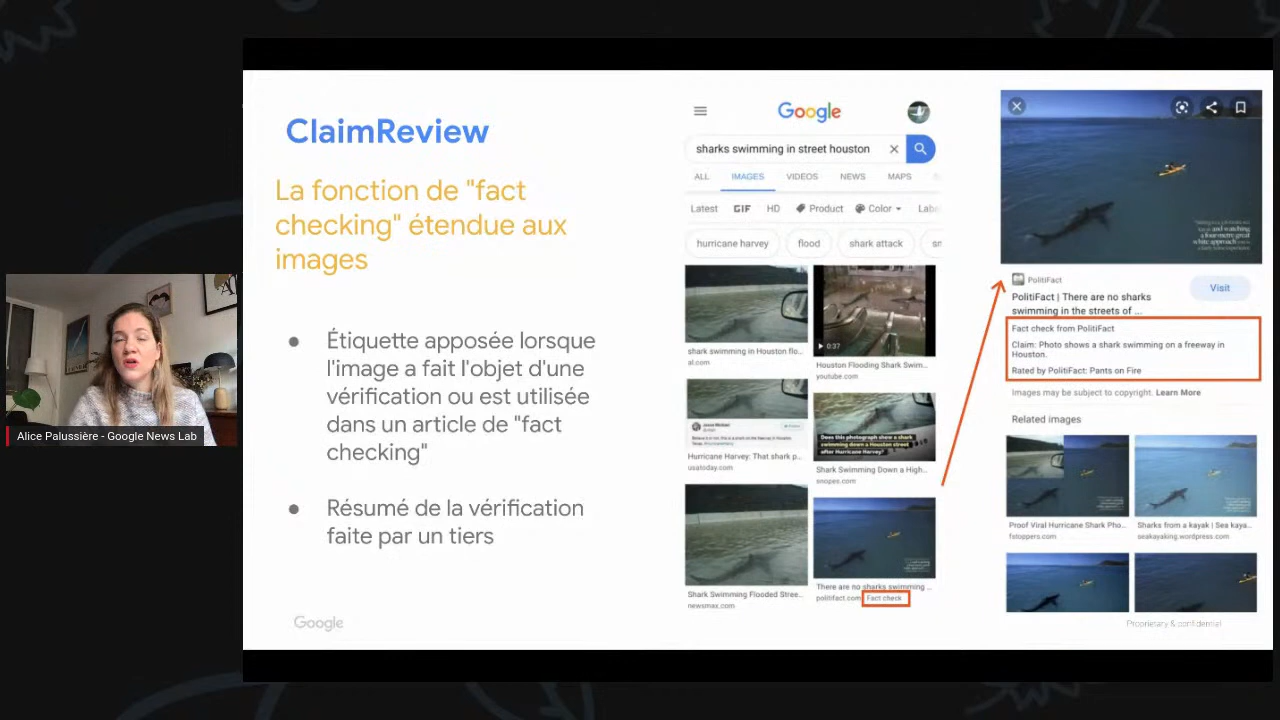 ClaimReview
La fonction de "fact
checking" étendue aux
images
● Étiquette apposée lorsque
l'image a fait l'objet d'une
vérification ou est utilisée
dans un article de "fact
checking"
● Résumé de la vérification
faite par un tiers
Google
Alice Palussière - Google News Lab
Google
sharks swimming in street houston
ALL IMAGES VIDEOS NEWS MAPS
Latest GIF HD Product Color
hurricane harvey flood shark attack
shark swimming in Houston flo...
al.com
0:37
Houston Flooding Shark Swim...
youtube.com
Hurricane Harvey: That shark p...
usatoday.com
Does this photograph show a shark
swimming down a Houston street
after Hurricane Harvey?
Shark Swimming Down a High...
snopes.com
Shark Swimming Flooded Stree...
newsmax.com
There are no sharks swimming ...
politifact.com Fact check
and watching
a four-metre great
white approach
PolitiFact
PolitiFact | There are no sharks
swimming in the streets of ...
Visit
Fact check from PolitiFact
Claim: Photo shows a shark swimming on a freeway in
Houston.
Rated by PolitiFact: Pants on Fire
Images may be subject to copyright. Learn More
Related images
Proof Viral Hurricane Shark Pho...
fstoppers.com
Sharks from a kayak | Sea kaya...
seakayaking.wordpress.com
Proprietary & confidential